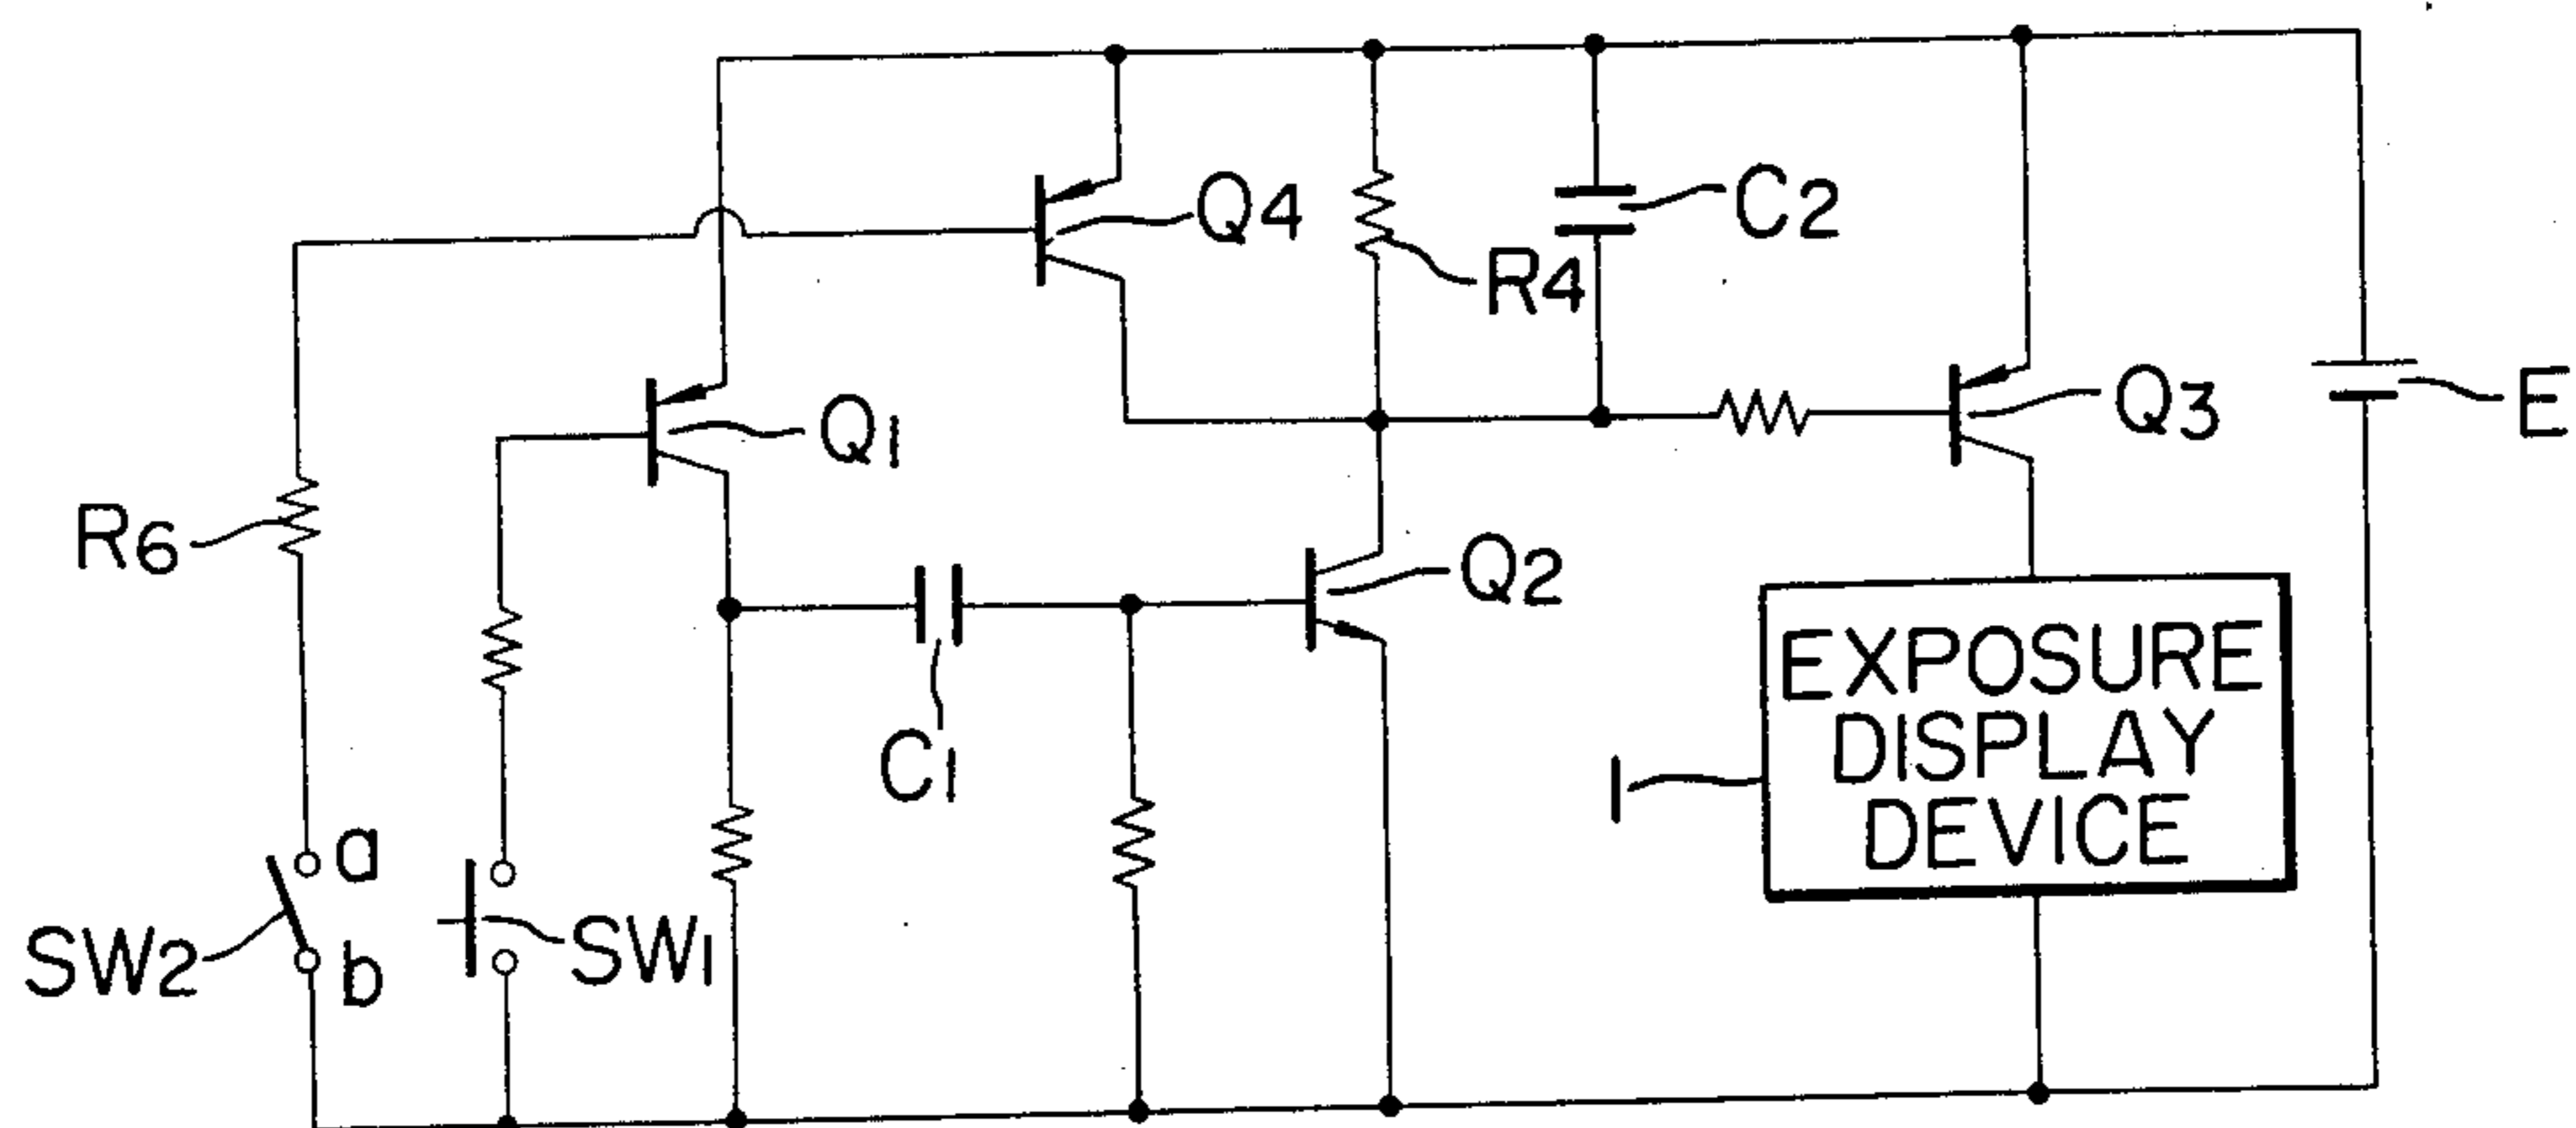 Q4
C2
R4
Q1
Q3
E
R6
Q2
C1
EXPOSURE
DISPLAY
DEVICE
1
a
SW2
b
SW1